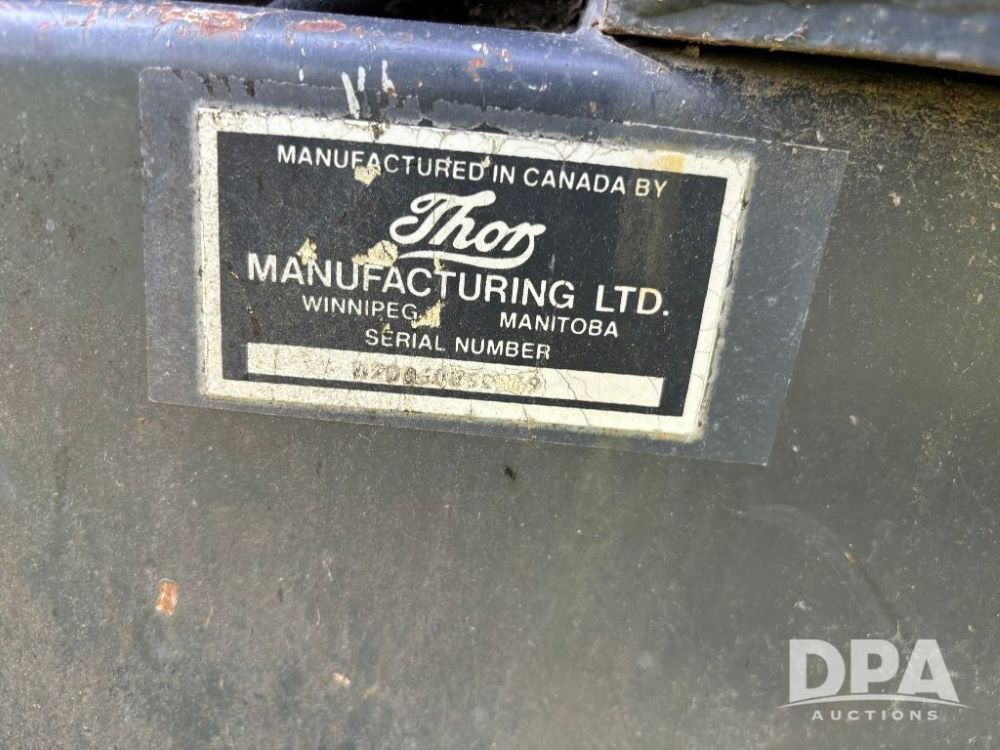 MANUFACTURED IN CANADA BY
Thor
MANUFACTURING LTD.
WINNIPEG, MANITOBA
SERIAL NUMBER
DPA
AUCTIONS